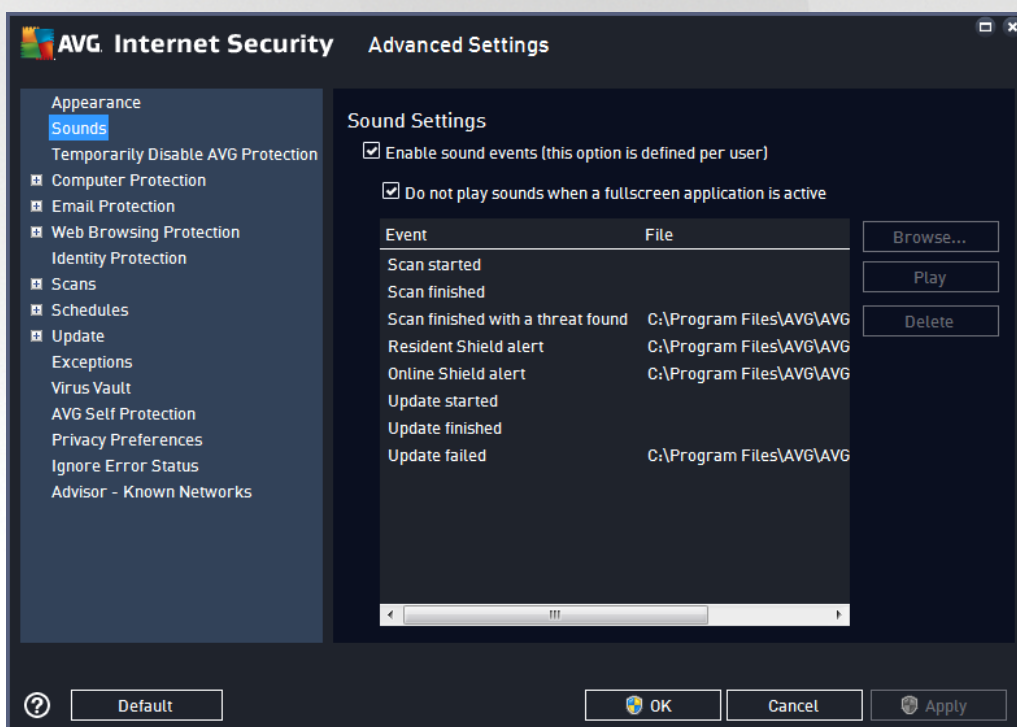 AVG. Internet Security Advanced Settings
Appearance
Sounds
Temporarily Disable AVG Protection
Computer Protection
Email Protection
Web Browsing Protection
Identity Protection
Scans
Schedules
Update
Exceptions
Virus Vault
AVG Self Protection
Privacy Preferences
Ignore Error Status
Advisor - Known Networks
Sound Settings
Enable sound events (this option is defined per user)
Do not play sounds when a fullscreen application is active
Event File
Scan started
Scan finished
Scan finished with a threat found C:\Program Files\AVG\AVG
Resident Shield alert C:\Program Files\AVG\AVG
Online Shield alert C:\Program Files\AVG\AVG
Update started
Update finished
Update failed C:\Program Files\AVG\AVG
Browse...
Play
Delete
Default OK Cancel Apply